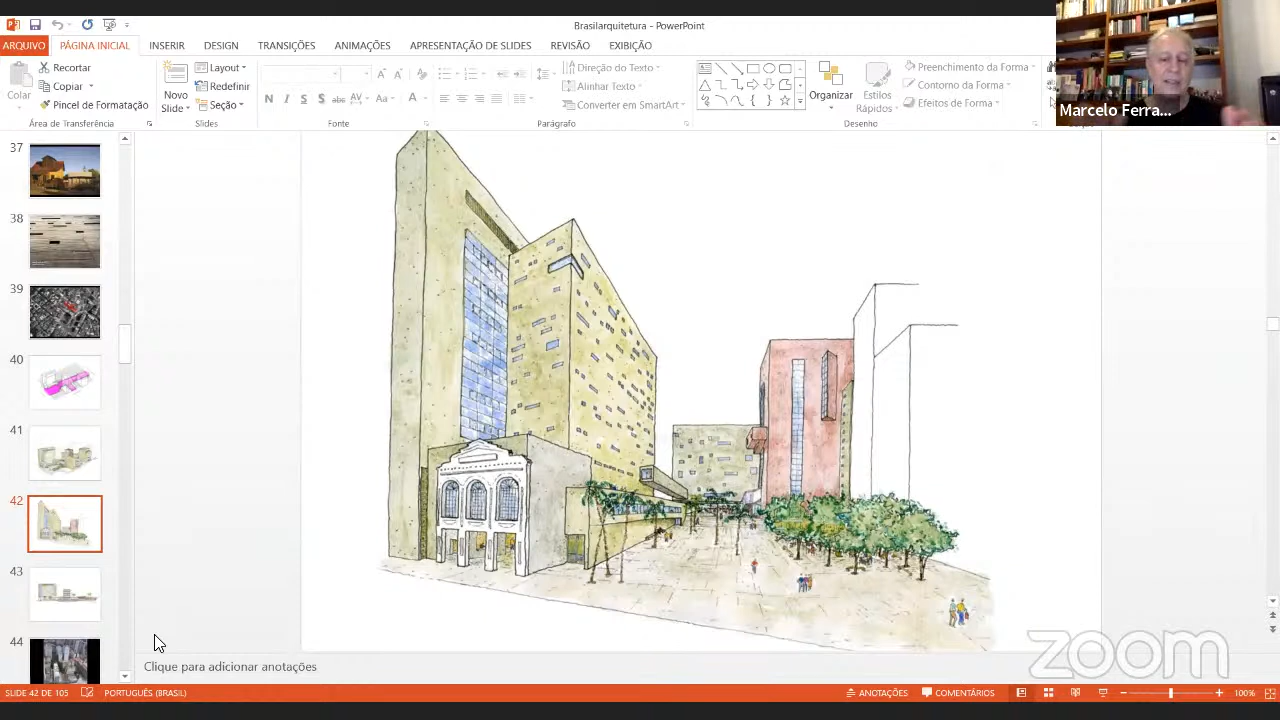 Brasilarquitetura - PowerPoint
ARQUIVO PÁGINA INICIAL INSERIR DESIGN TRANSIÇÕES ANIMAÇÕES APRESENTAÇÃO DE SLIDES REVISÃO EXIBIÇÃO
Colar
Recortar
Copiar
Pincel de Formatação
Área de Transferência
Novo
Slide
Layout
Redefinir
Seção
Slides
N I S S abc AV Aa A
Fonte
Direção do Texto
Alinhar Texto
Converter em SmartArt
Parágrafo
Organizar
Estilos
Rápidos
Preenchimento da Forma
Contorno da Forma
Efeitos de Forma
Desenho
Marcelo Ferra...
37
38
39
40
41
42
43
44
zoom
Clique para adicionar anotações
SLIDE 42 DE 105 PORTUGUÊS (BRASIL) ANOTAÇÕES COMENTÁRIOS 100%